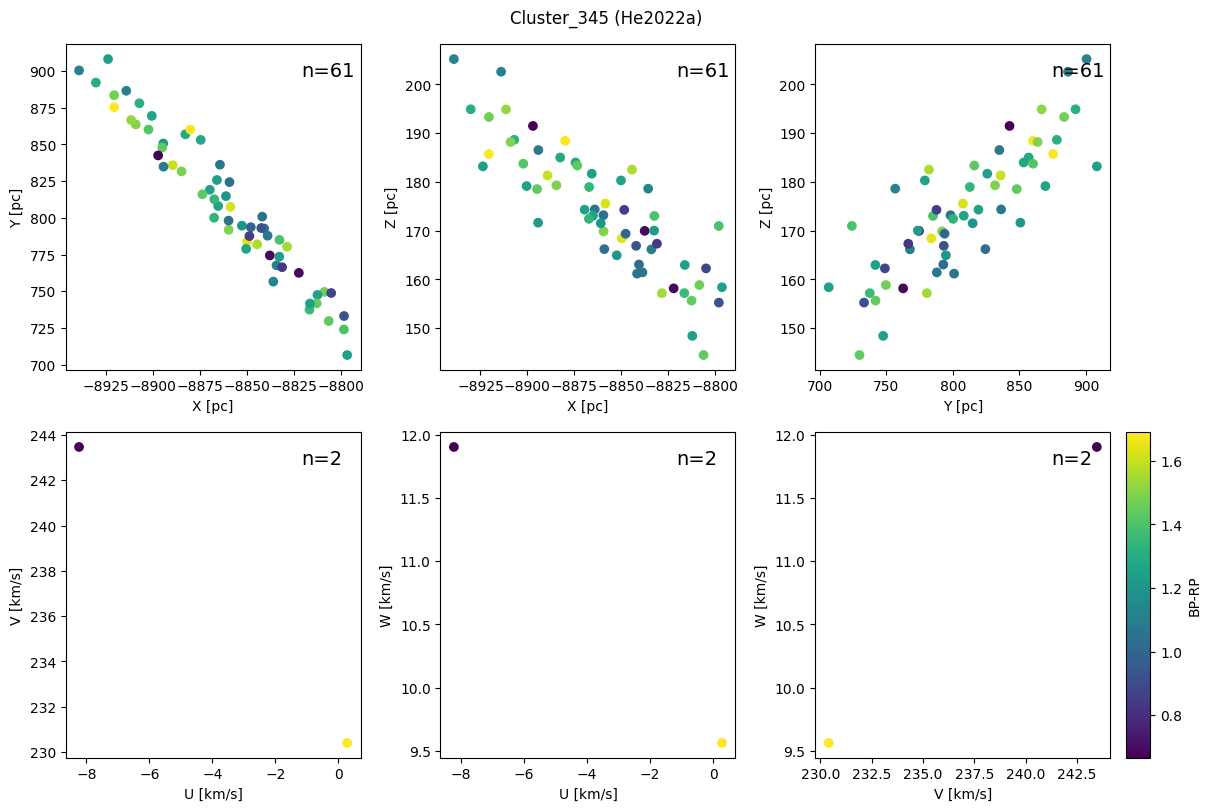 Cluster_345 (He2022a)
n=61
900
875
850
825
800
775
750
725
700
Y [pc]
−8925 −8900 −8875 −8850 −8825 −8800
X [pc]
n=61
200
190
180
170
160
150
Z [pc]
−8925 −8900 −8875 −8850 −8825 −8800
X [pc]
n=61
200
190
180
170
160
150
Z [pc]
700 750 800 850 900
Y [pc]
n=2
244
242
240
238
236
234
232
230
V [km/s]
−8 −6 −4 −2 0
U [km/s]
n=2
12.0
11.5
11.0
10.5
10.0
9.5
W [km/s]
−8 −6 −4 −2 0
U [km/s]
n=2
12.0
11.5
11.0
10.5
10.0
9.5
W [km/s]
230.0 232.5 235.0 237.5 240.0 242.5
V [km/s]
1.6
1.4
1.2
1.0
0.8
BP-RP